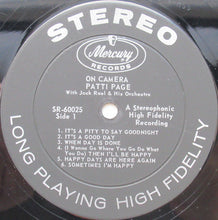 STEREO
Mercury
RECORDS
ON CAMERA
PATTI PAGE
With Jack Rael & His Orchestra
SR-60025
Side 1
A Stereophonic
High Fidelity
Recording
1. IT'S A PITY TO SAY GOODNIGHT
2. IT'S A GOOD DAY
3. WHEN DAY IS DONE
4. (I Wanna Go Where You Go Do What You
Do) THEN I'LL BE HAPPY
5. HAPPY DAYS ARE HERE AGAIN
6. SOMETIMES I'M HAPPY
LONG PLAYING HIGH FIDELITY